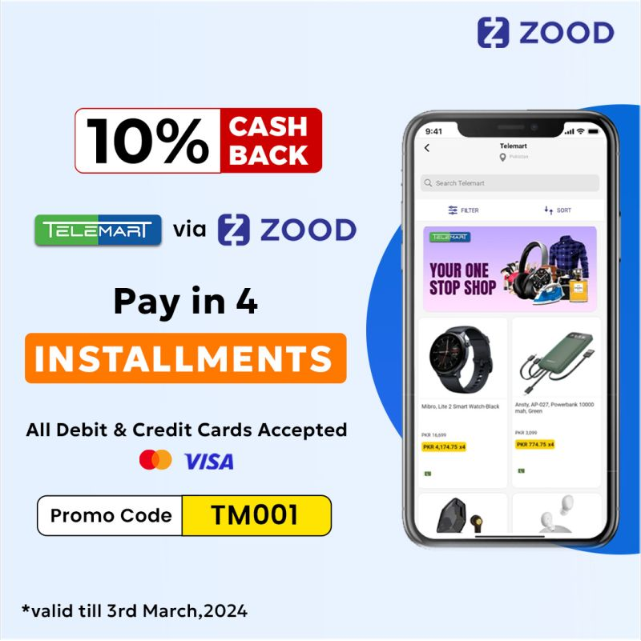 ZOOD
10% CASH BACK
TELEMART via ZOOD
Pay in 4
INSTALLMENTS
All Debit & Credit Cards Accepted
VISA
Promo Code TM001
*valid till 3rd March,2024
9:41
Telemart
Search Telemart
FILTER SORT
TELEMART
YOUR ONE
STOP SHOP
Mibro, Lite 2 Smart Watch-Black
PKR 4,174.75 x4
Ansty, AP-027, Powerbank 10000
mah, Green
PKR 774.75 x4